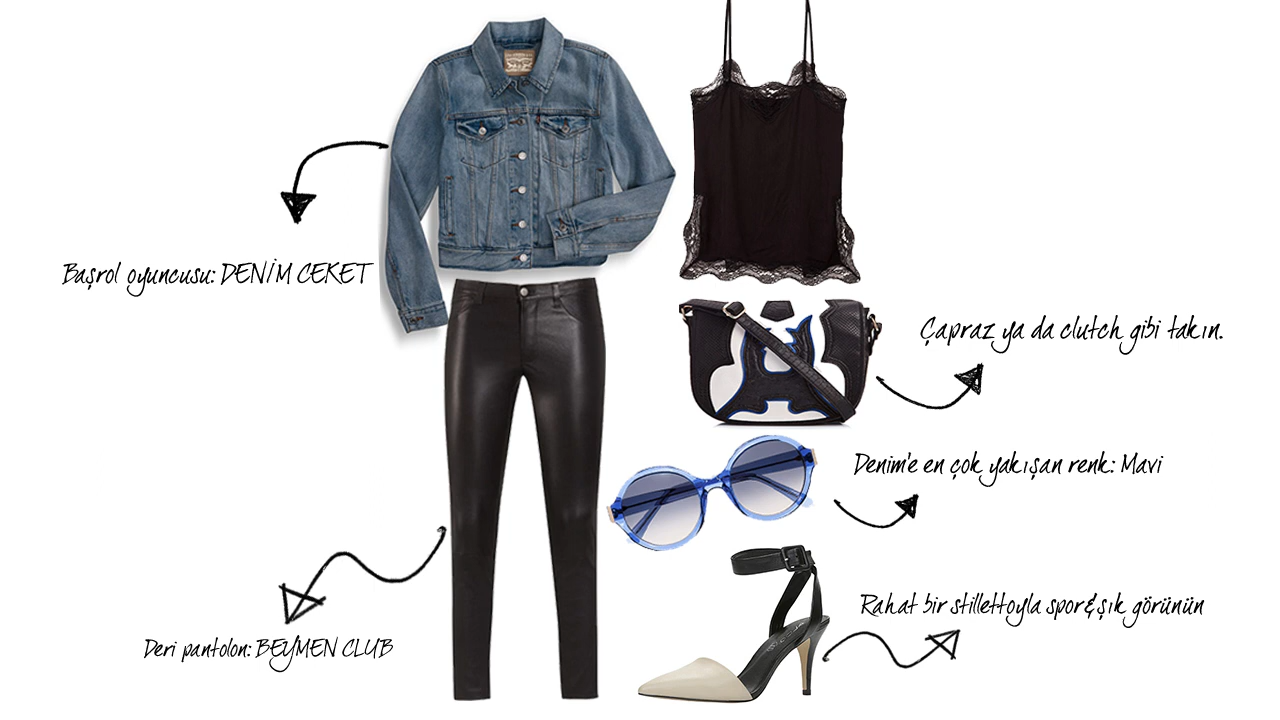 Başrol oyuncusu: DENİM CEKET
Çapraz ya da clutch gibi takın.
Denim'e en çok yakışan renk: Mavi
Rahat bir stillettoyla spor&şık görünün
Deri pantolon: BEYMEN CLUB